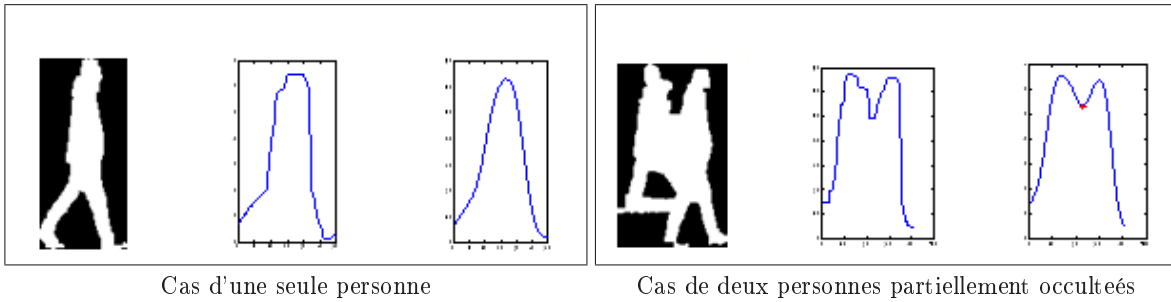 Cas d'une seule personne
Cas de deux personnes partiellement occulteés